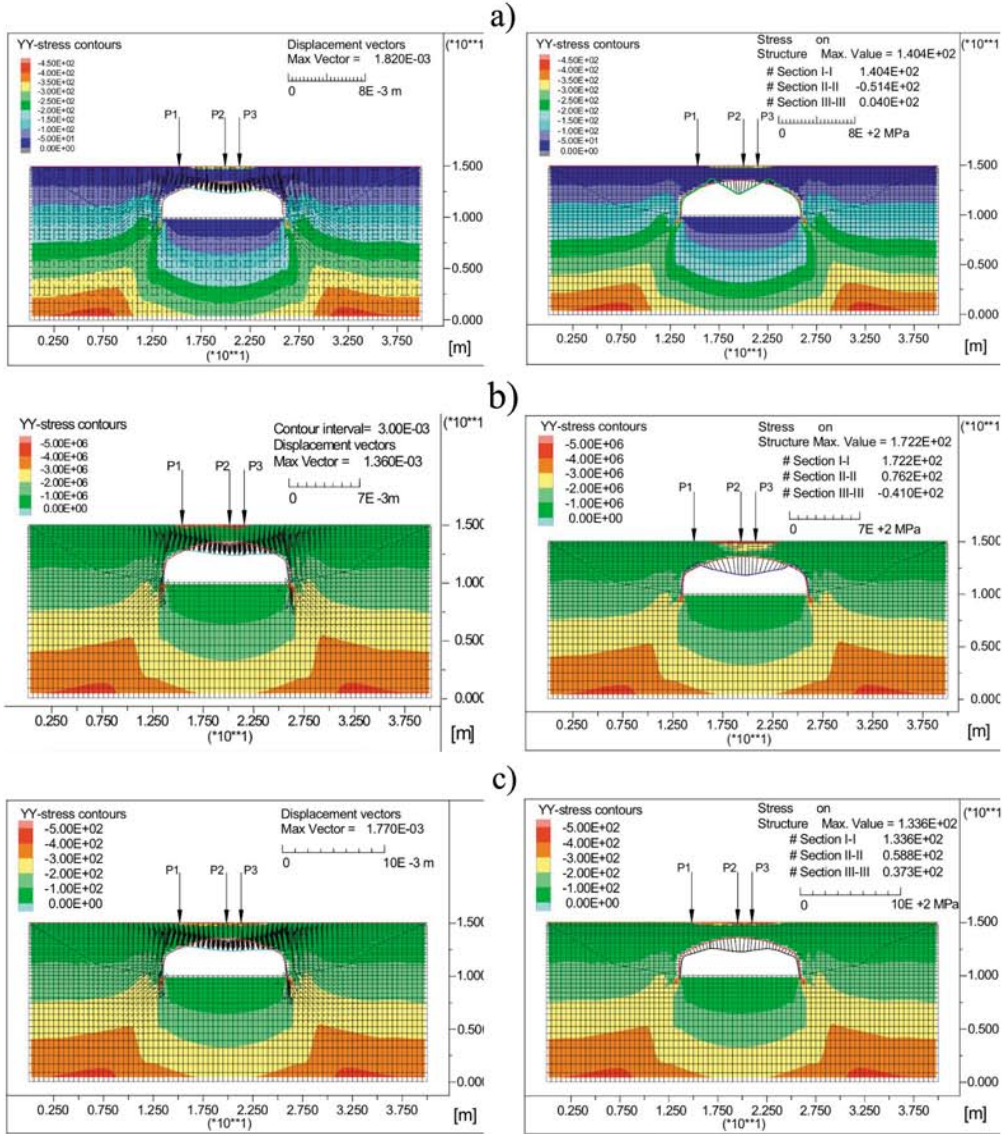 a)
YY-stress contours
-4.50E+02
-4.00E+02
-3.50E+02
-3.00E+02
-2.50E+02
-2.00E+02
-1.50E+02
-1.00E+02
-5.00E+01
0.00E+00
Displacement vectors
Max Vector = 1.820E-03
0 8E -3 m
(*10**1)
P1 P2 P3
1.500
1.000
0.500
0.000
0.250 0.750 1.250 1.750 2.250 2.750 3.250 3.750
(*10**1)
[m]
YY-stress contours
-4.50E+02
-4.00E+02
-3.50E+02
-3.00E+02
-2.50E+02
-2.00E+02
-1.50E+02
-1.00E+02
-5.00E+01
0.00E+00
Stress on
Structure Max. Value = 1.404E+02
# Section I-I 1.404E+02
# Section II-II -0.514E+02
# Section III-III 0.040E+02
0 8E +2 MPa
(*10**1)
P1 P2 P3
1.500
1.000
0.500
0.000
0.250 0.750 1.250 1.750 2.250 2.750 3.250 3.750
(*10**1)
[m]
b)
YY-stress contours
-5.00E+06
-4.00E+06
-3.00E+06
-2.00E+06
-1.00E+06
0.00E+00
Contour interval= 3.00E-03
Displacement vectors
Max Vector = 1.360E-03
0 7E -3m
(*10**1)
P1 P2 P3
1.500
1.000
0.500
0.000
0.250 0.750 1.250 1.750 2.250 2.750 3.250 3.750
(*10**1)
[m]
YY-stress contours
-5.00E+06
-4.00E+06
-3.00E+06
-2.00E+06
-1.00E+06
0.00E+00
Stress on
Structure Max. Value = 1.722E+02
# Section I-I 1.722E+02
# Section II-II 0.762E+02
# Section III-III -0.410E+02
0 7E +2 MPa
(*10**1)
P1 P2 P3
1.500
1.000
0.500
0.000
0.250 0.750 1.250 1.750 2.250 2.750 3.250 3.750
(*10**1)
[m]
c)
YY-stress contours
-5.00E+02
-4.00E+02
-3.00E+02
-2.00E+02
-1.00E+02
0.00E+00
Displacement vectors
Max Vector = 1.770E-03
0 10E -3 m
(*10**1)
P1 P2 P3
1.500
1.000
0.500
0.000
0.250 0.750 1.250 1.750 2.250 2.750 3.250 3.750
(*10**1)
[m]
YY-stress contours
-5.00E+02
-4.00E+02
-3.00E+02
-2.00E+02
-1.00E+02
0.00E+00
Stress on
Structure Max. Value = 1.336E+02
# Section I-I 1.336E+02
# Section II-II 0.588E+02
# Section III-III 0.373E+02
0 10E +2 MPa
(*10**1)
P1 P2 P3
1.500
1.000
0.500
0.000
0.250 0.750 1.250 1.750 2.250 2.750 3.250 3.750
(*10**1)
[m]